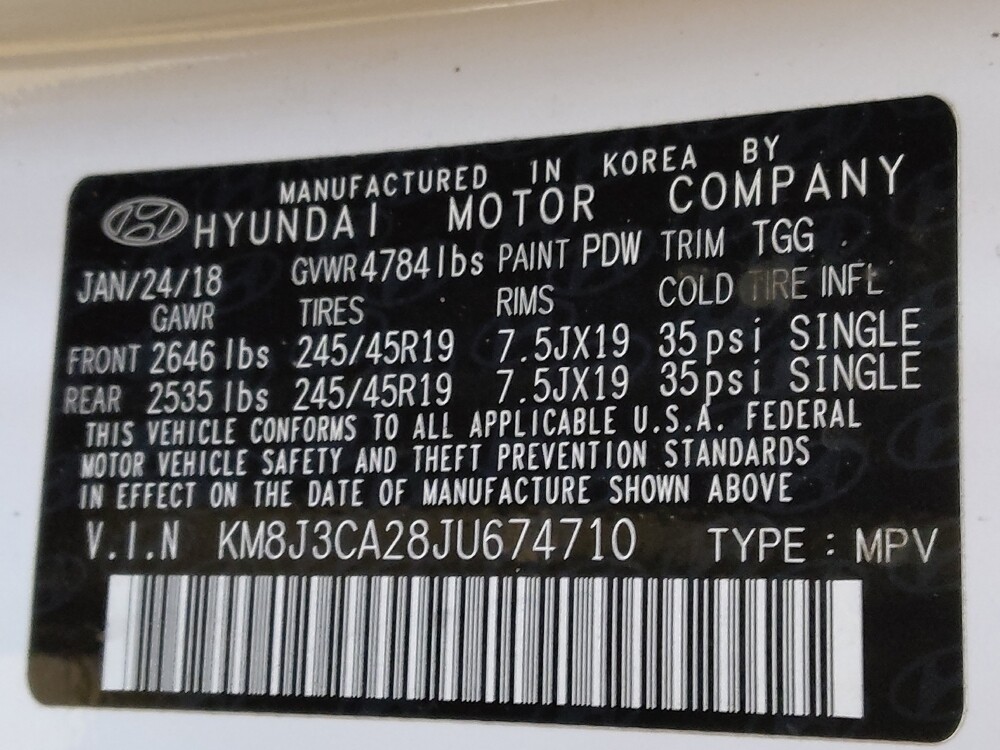 MANUFACTURED IN KOREA BY
HYUNDAI MOTOR COMPANY
JAN/24/18 GVWR 4784 lbs PAINT PDW TRIM TGG
GAWR TIRES RIMS COLD TIRE INFL
FRONT 2646 lbs 245/45R19 7.5JX19 35psi SINGLE
REAR 2535 lbs 245/45R19 7.5JX19 35psi SINGLE
THIS VEHICLE CONFORMS TO ALL APPLICABLE U.S.A. FEDERAL
MOTOR VEHICLE SAFETY AND THEFT PREVENTION STANDARDS
IN EFFECT ON THE DATE OF MANUFACTURE SHOWN ABOVE
V.I.N KM8J3CA28JU674710 TYPE : MPV